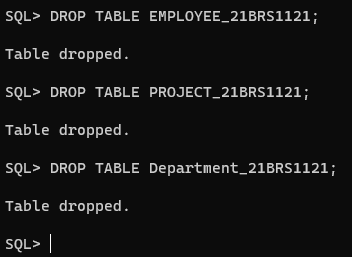 SQL> DROP TABLE EMPLOYEE_21BRS1121;
Table dropped.
SQL> DROP TABLE PROJECT_21BRS1121;
Table dropped.
SQL> DROP TABLE Department_21BRS1121;
Table dropped.
SQL>